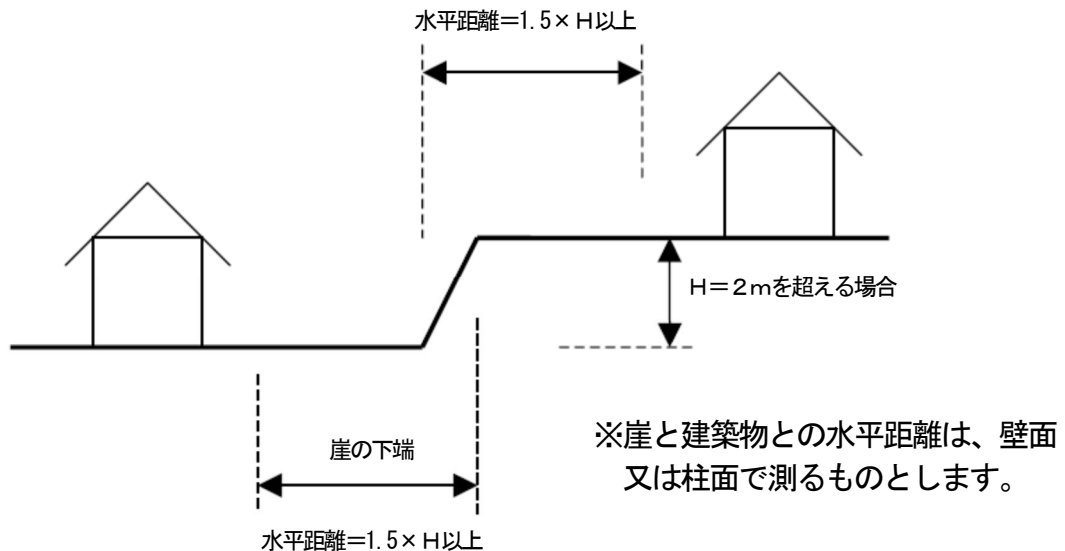 水平距離=1.5×H以上
H=2mを超える場合
崖の下端
水平距離=1.5×H以上
※崖と建築物との水平距離は、壁面
又は柱面で測るものとします。